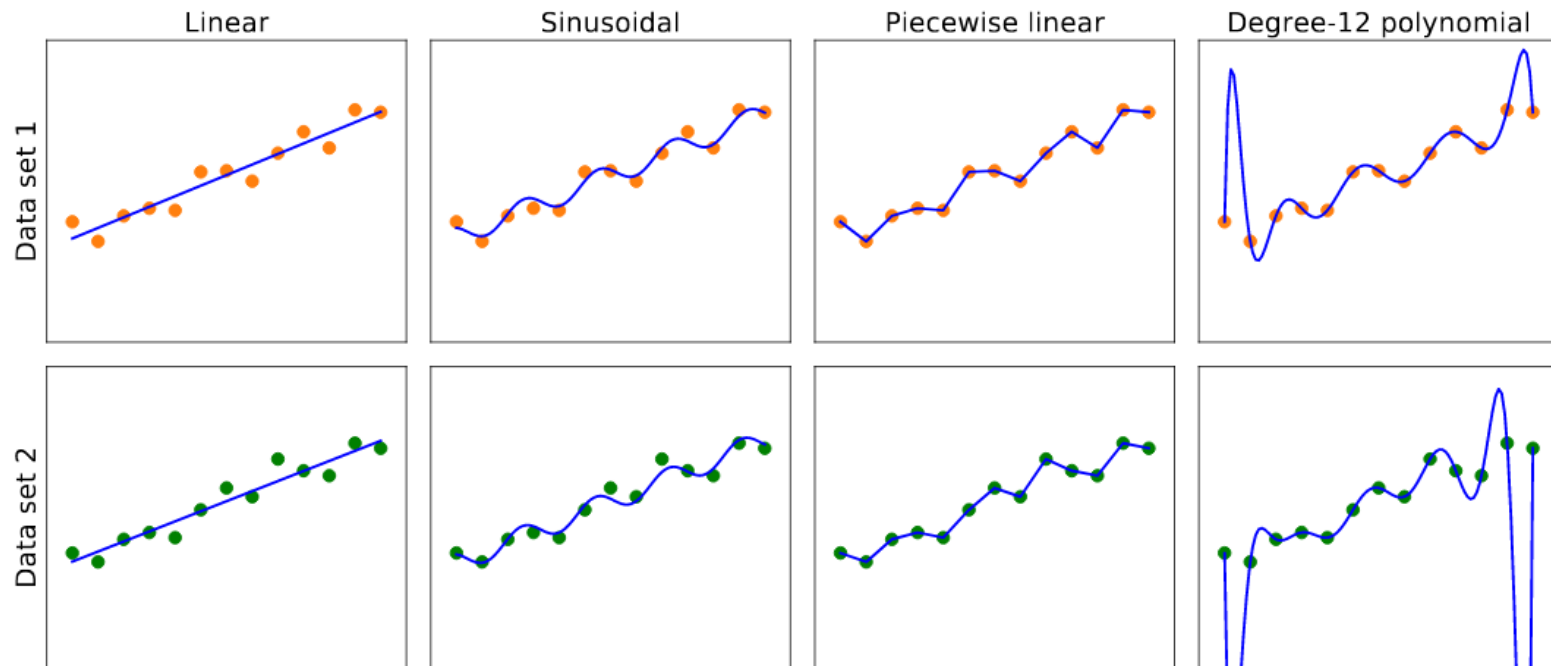 Linear
Sinusoidal
Piecewise linear
Degree-12 polynomial
Data set 1
Data set 2